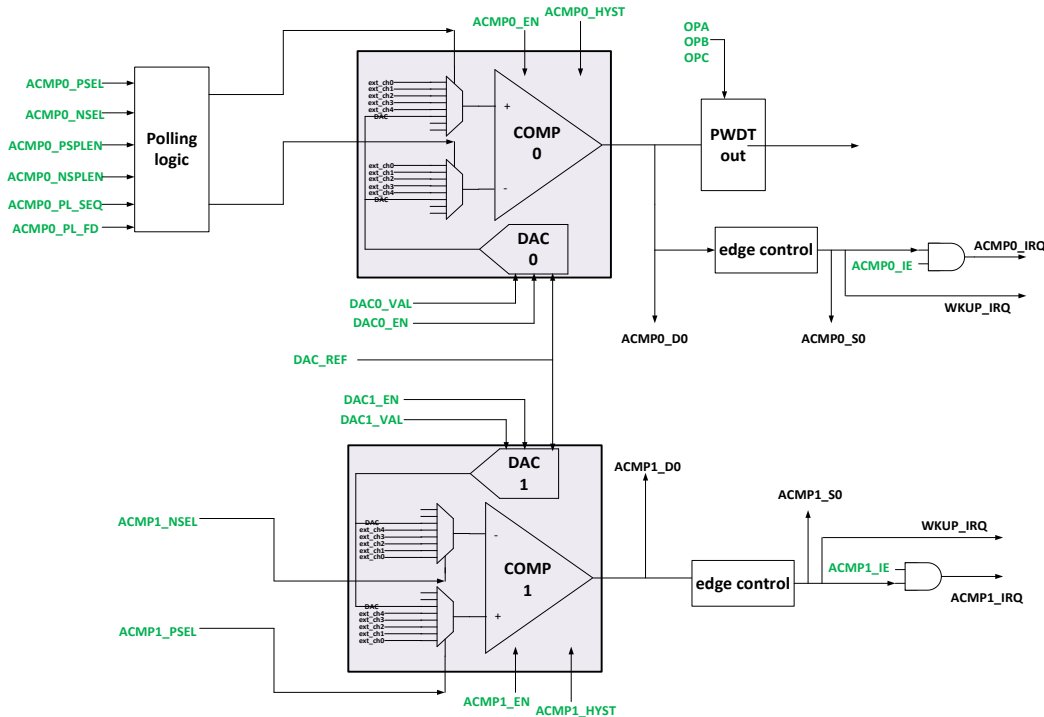 ACMP0_EN
ACMP0_HYST
OPA
OPB
OPC
ACMP0_PSEL
ACMP0_NSEL
ACMP0_PSPLEN
ACMP0_NSPLEN
ACMP0_PL_SEQ
ACMP0_PL_FD
Polling
logic
ext_ch0
ext_ch1
ext_ch2
ext_ch3
ext_ch4
DAC
+
COMP
0
ext_ch0
ext_ch1
ext_ch2
ext_ch3
ext_ch4
DAC
-
DAC
0
PWDT
out
edge control
ACMP0_IE
ACMP0_IRQ
WKUP_IRQ
ACMP0_D0
ACMP0_S0
DAC0_VAL
DAC0_EN
DAC_REF
DAC1_EN
DAC1_VAL
DAC
1
ACMP1_NSEL
DAC
ext_ch4
ext_ch3
ext_ch2
ext_ch1
ext_ch0
-
COMP
1
DAC
ext_ch4
ext_ch3
ext_ch2
ext_ch1
ext_ch0
+
ACMP1_PSEL
ACMP1_EN
ACMP1_HYST
ACMP1_D0
ACMP1_S0
edge control
WKUP_IRQ
ACMP1_IE
ACMP1_IRQ